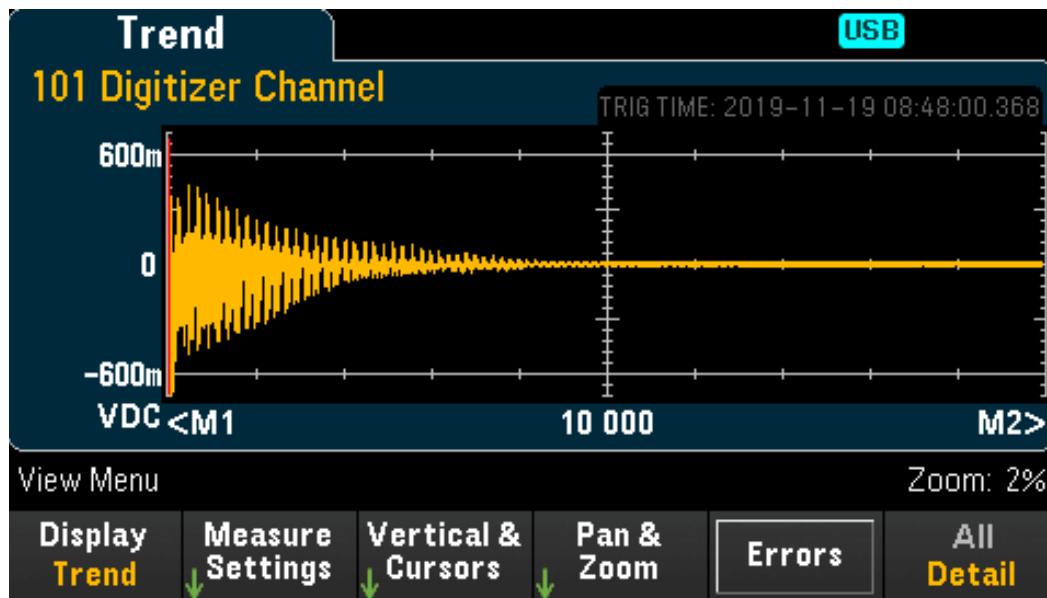 Trend
USB
101 Digitizer Channel
TRIG TIME: 2019-11-19 08:48:00.368
600m
0
-600m
VDC <M1 10 000 M2>
View Menu Zoom: 2%
Display Measure Vertical & Pan & Errors All
Trend Settings Cursors Zoom Detail